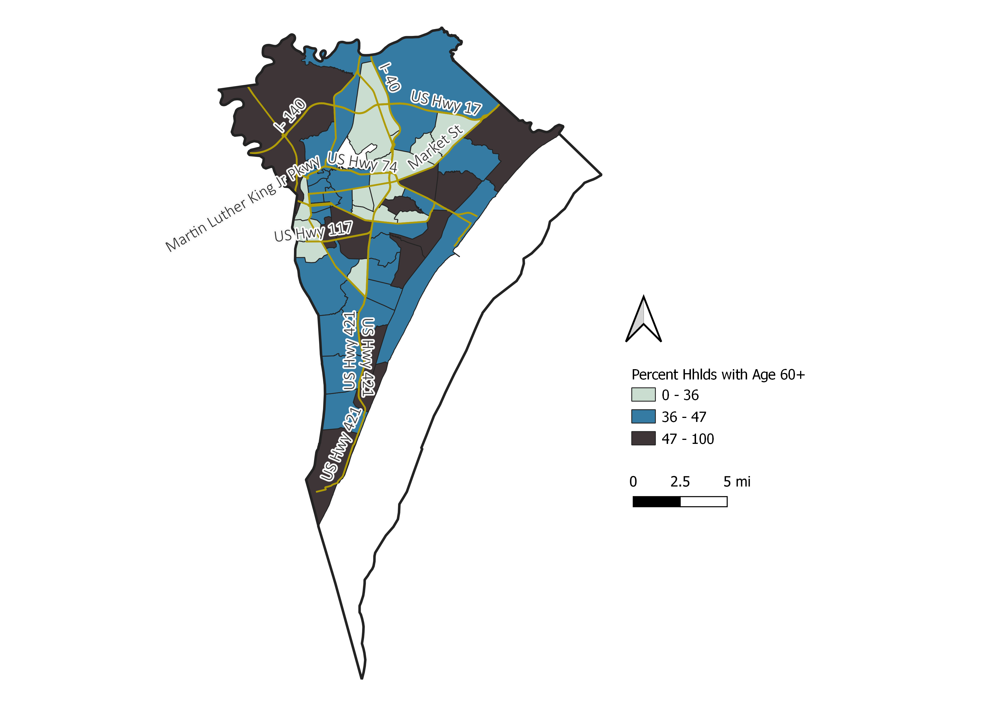 I- 40
US Hwy 17
I- 140
Market St
US Hwy 74
Martin Luther King Jr Pkwy
US Hwy 117
US Hwy 421
US Hwy 421
US Hwy 421
Percent Hhlds with Age 60+
0 - 36
36 - 47
47 - 100
0 2.5 5 mi